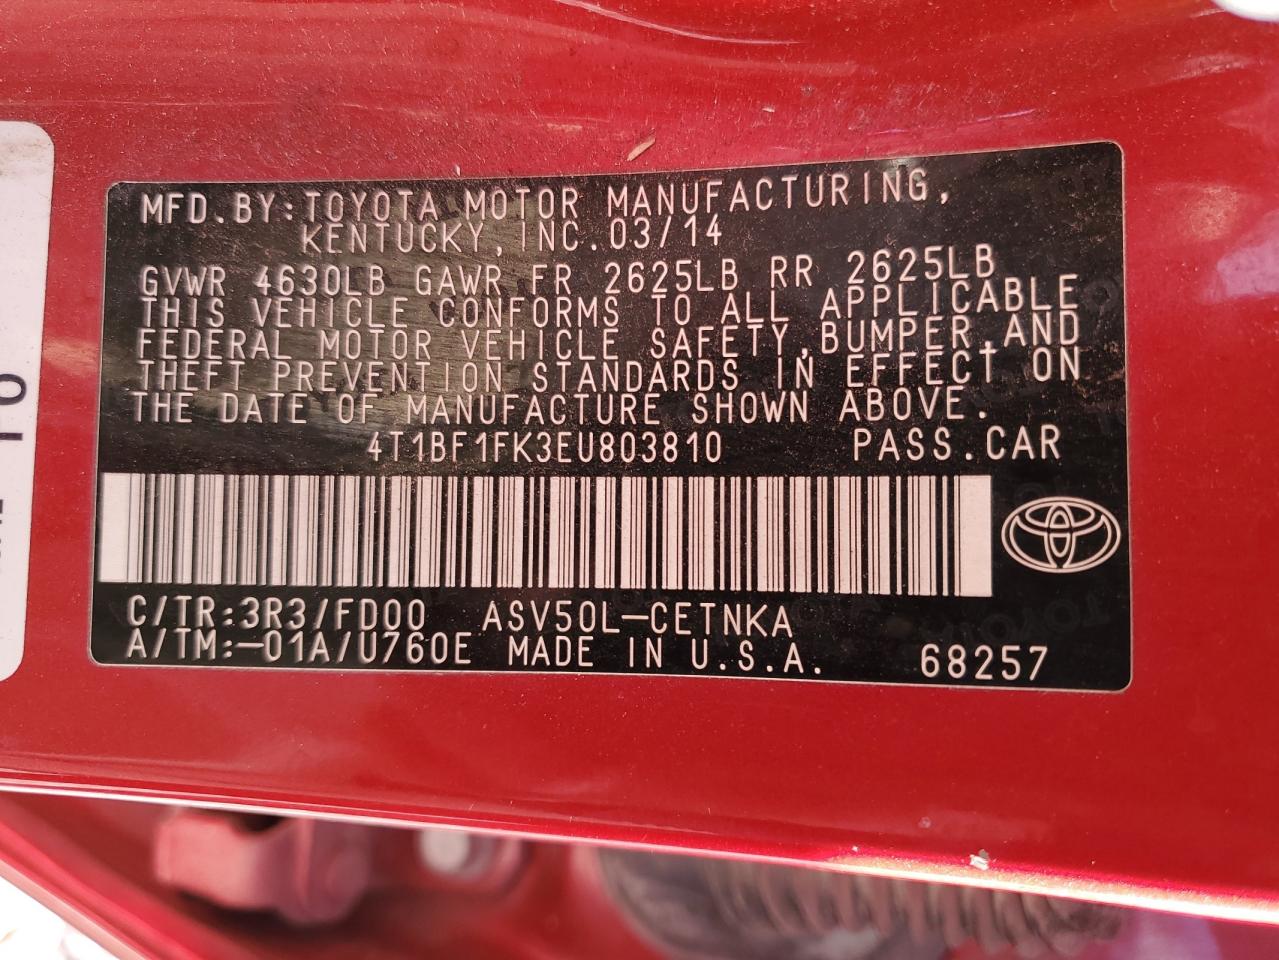 MFD.BY:TOYOTA MOTOR MANUFACTURING,
KENTUCKY,INC.03/14
GVWR 4630LB GAWR FR 2625LB RR 2625LB
THIS VEHICLE CONFORMS TO ALL APPLICABLE
FEDERAL MOTOR VEHICLE SAFETY,BUMPER,AND
THEFT PREVENTION STANDARDS IN EFFECT ON
THE DATE OF MANUFACTURE SHOWN ABOVE.
4T1BF1FK3EU803810 PASS.CAR
C/TR:3R3/FD00 ASV50L-CETNKA
A/TM:-01A/U760E MADE IN U.S.A. 68257